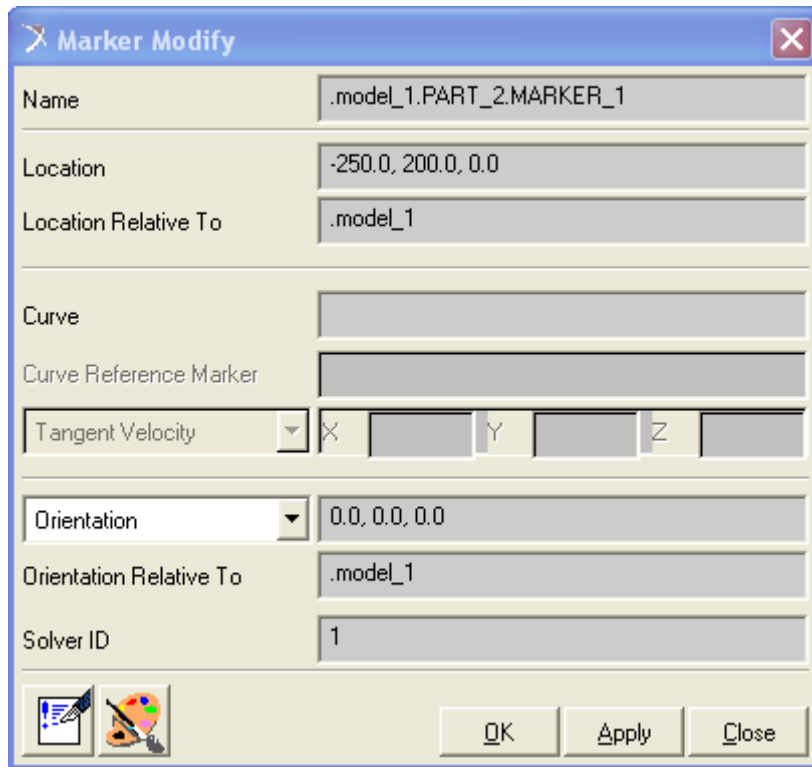 Marker Modify
Name .model_1.PART_2.MARKER_1
Location -250.0, 200.0, 0.0
Location Relative To .model_1
Curve
Curve Reference Marker
Tangent Velocity X Y Z
Orientation 0.0, 0.0, 0.0
Orientation Relative To .model_1
Solver ID 1
OK Apply Close